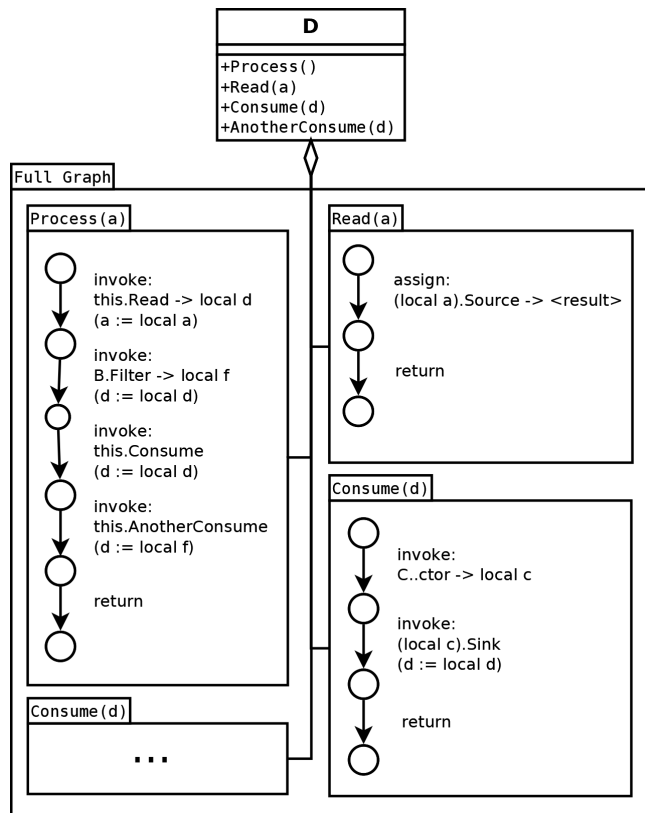 D
+Process()
+Read(a)
+Consume(d)
+AnotherConsume(d)
Full Graph
Process(a)
invoke:
this.Read -> local d
(a := local a)
invoke:
B.Filter -> local f
(d := local d)
invoke:
this.Consume
(d := local d)
invoke:
this.AnotherConsume
(d := local f)
return
Read(a)
assign:
(local a).Source -> <result>
return
Consume(d)
invoke:
C..ctor -> local c
invoke:
(local c).Sink
(d := local d)
return
Consume(d)
...